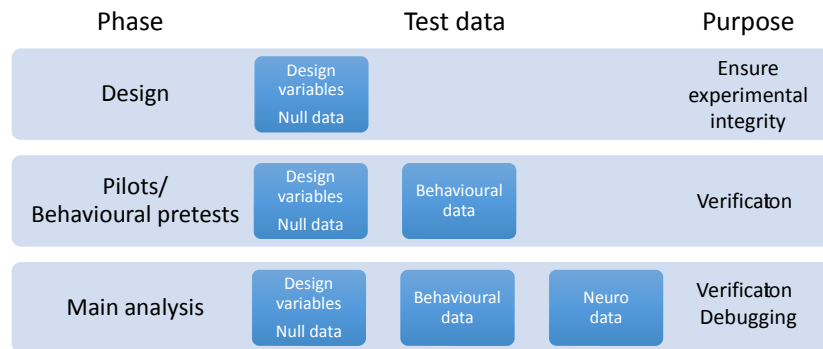 Phase Test data Purpose
Design
Design
variables
Null data
Ensure
experimental
integrity
Pilots/
Behavioural pretests
Design
variables
Null data
Behavioural
data
Verificaton
Main analysis
Design
variables
Null data
Behavioural
data
Neuro
data
Verificaton
Debugging